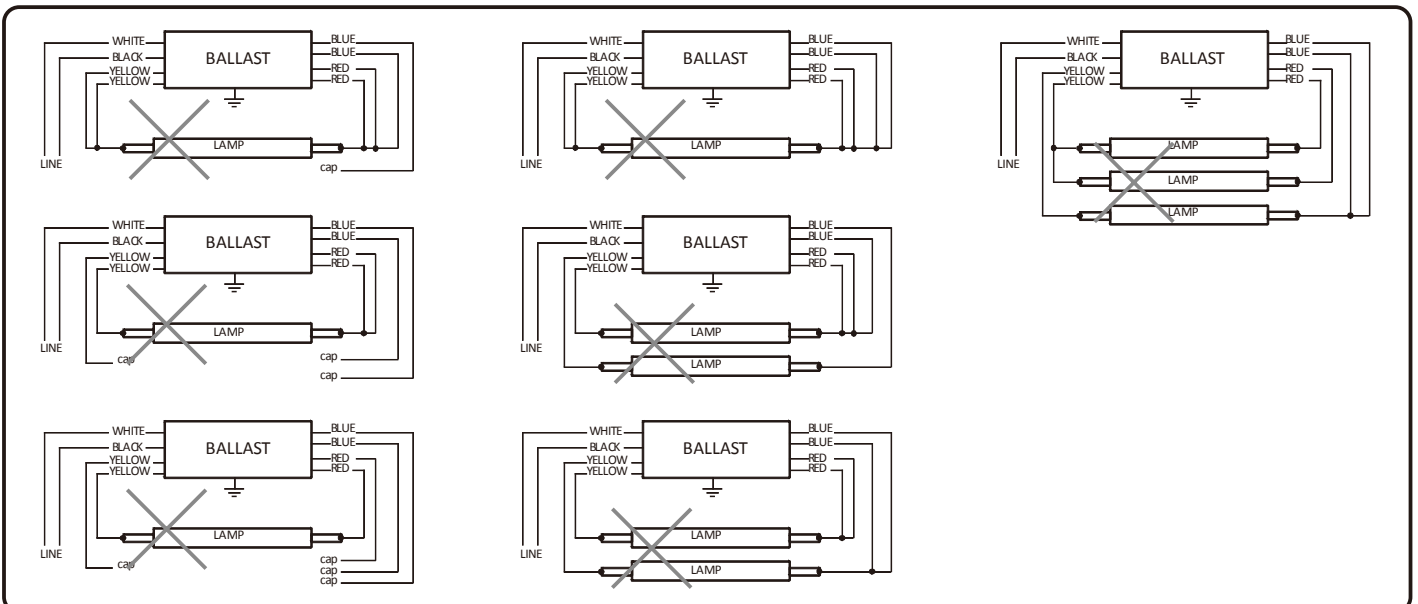 WHITE
BLACK
YELLOW
YELLOW
BALLAST
BLUE
BLUE
RED
RED
LAMP
LINE
cap
WHITE
BLACK
YELLOW
YELLOW
BALLAST
BLUE
BLUE
RED
RED
LAMP
LINE
WHITE
BLACK
YELLOW
YELLOW
BALLAST
BLUE
BLUE
RED
RED
LAMP
LAMP
LAMP
LINE
WHITE
BLACK
YELLOW
YELLOW
BALLAST
BLUE
BLUE
RED
RED
LAMP
LINE
cap
cap
cap
WHITE
BLACK
YELLOW
YELLOW
BALLAST
BLUE
BLUE
RED
RED
LAMP
LAMP
LINE
WHITE
BLACK
YELLOW
YELLOW
BALLAST
BLUE
BLUE
RED
RED
LAMP
LINE
cap
cap
cap
cap
WHITE
BLACK
YELLOW
YELLOW
BALLAST
BLUE
BLUE
RED
RED
LAMP
LAMP
LINE